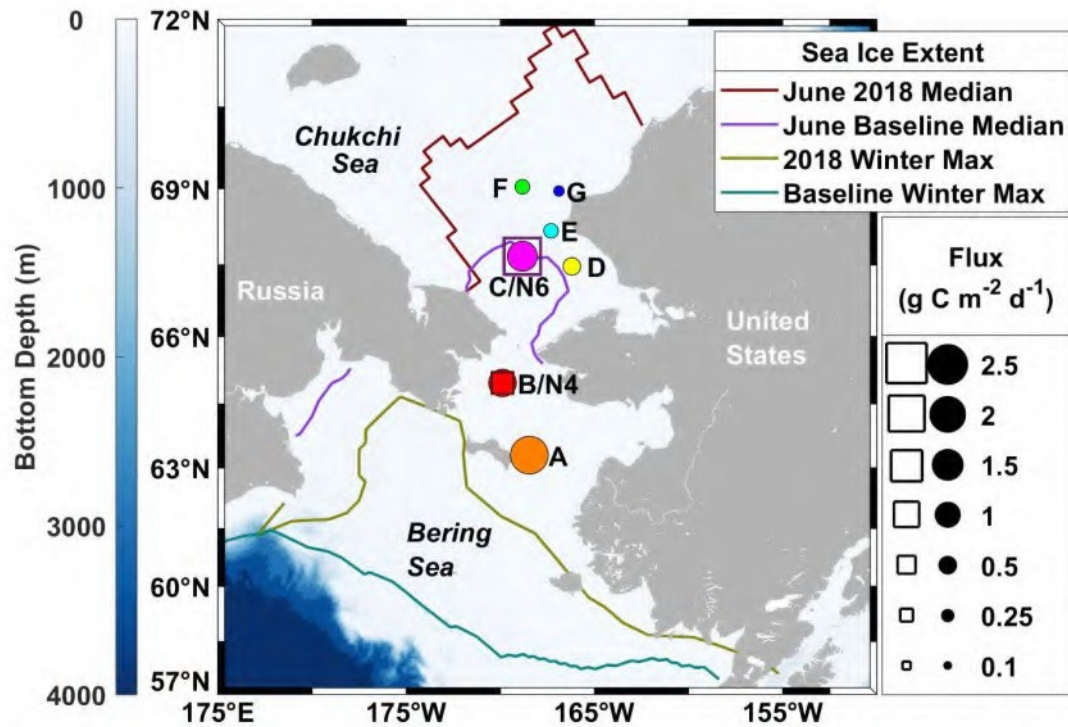 0
1000
2000
3000
4000
Bottom Depth (m)
72°N
69°N
66°N
63°N
60°N
57°N
175°E
175°W
165°W
155°W
Chukchi
Sea
Russia
United
States
Bering
Sea
F
G
E
D
C/N6
B/N4
A
Sea Ice Extent
June 2018 Median
June Baseline Median
2018 Winter Max
Baseline Winter Max
Flux
(g C m⁻² d⁻¹)
2.5
2
1.5
1
0.5
0.25
0.1